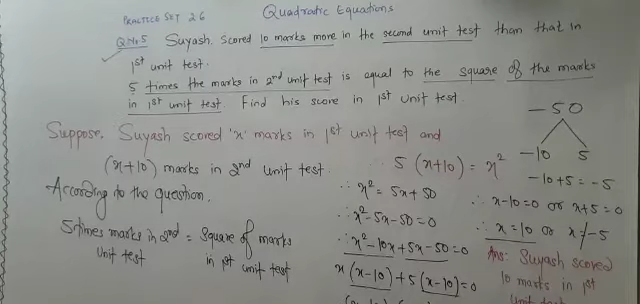 PRACTICE SET 2.6
Quadratic Equations
Q.No.5 Suyash scored 10 marks more in the second unit test than that in
1st unit test.
5 times the marks in 2nd unit test is equal to the square of the marks
in 1st unit test. Find his score in 1st unit test.
Suppose, Suyash scored 'x' marks in 1st unit test and
(x+10) marks in 2nd unit test.
According to the question,
5 times marks in 2nd = Square of marks
unit test in 1st unit test
5 (x+10) = x²
∴ x² = 5x + 50
∴ x² - 5x - 50 = 0
∴ x² - 10x + 5x - 50 = 0
x (x-10) + 5 (x-10) = 0
-50
-10 5
-10 + 5 = -5
∴ x-10=0 or x+5=0
∴ x = 10 or x ≠ -5
Ans: Suyash scored
10 marks in 1st